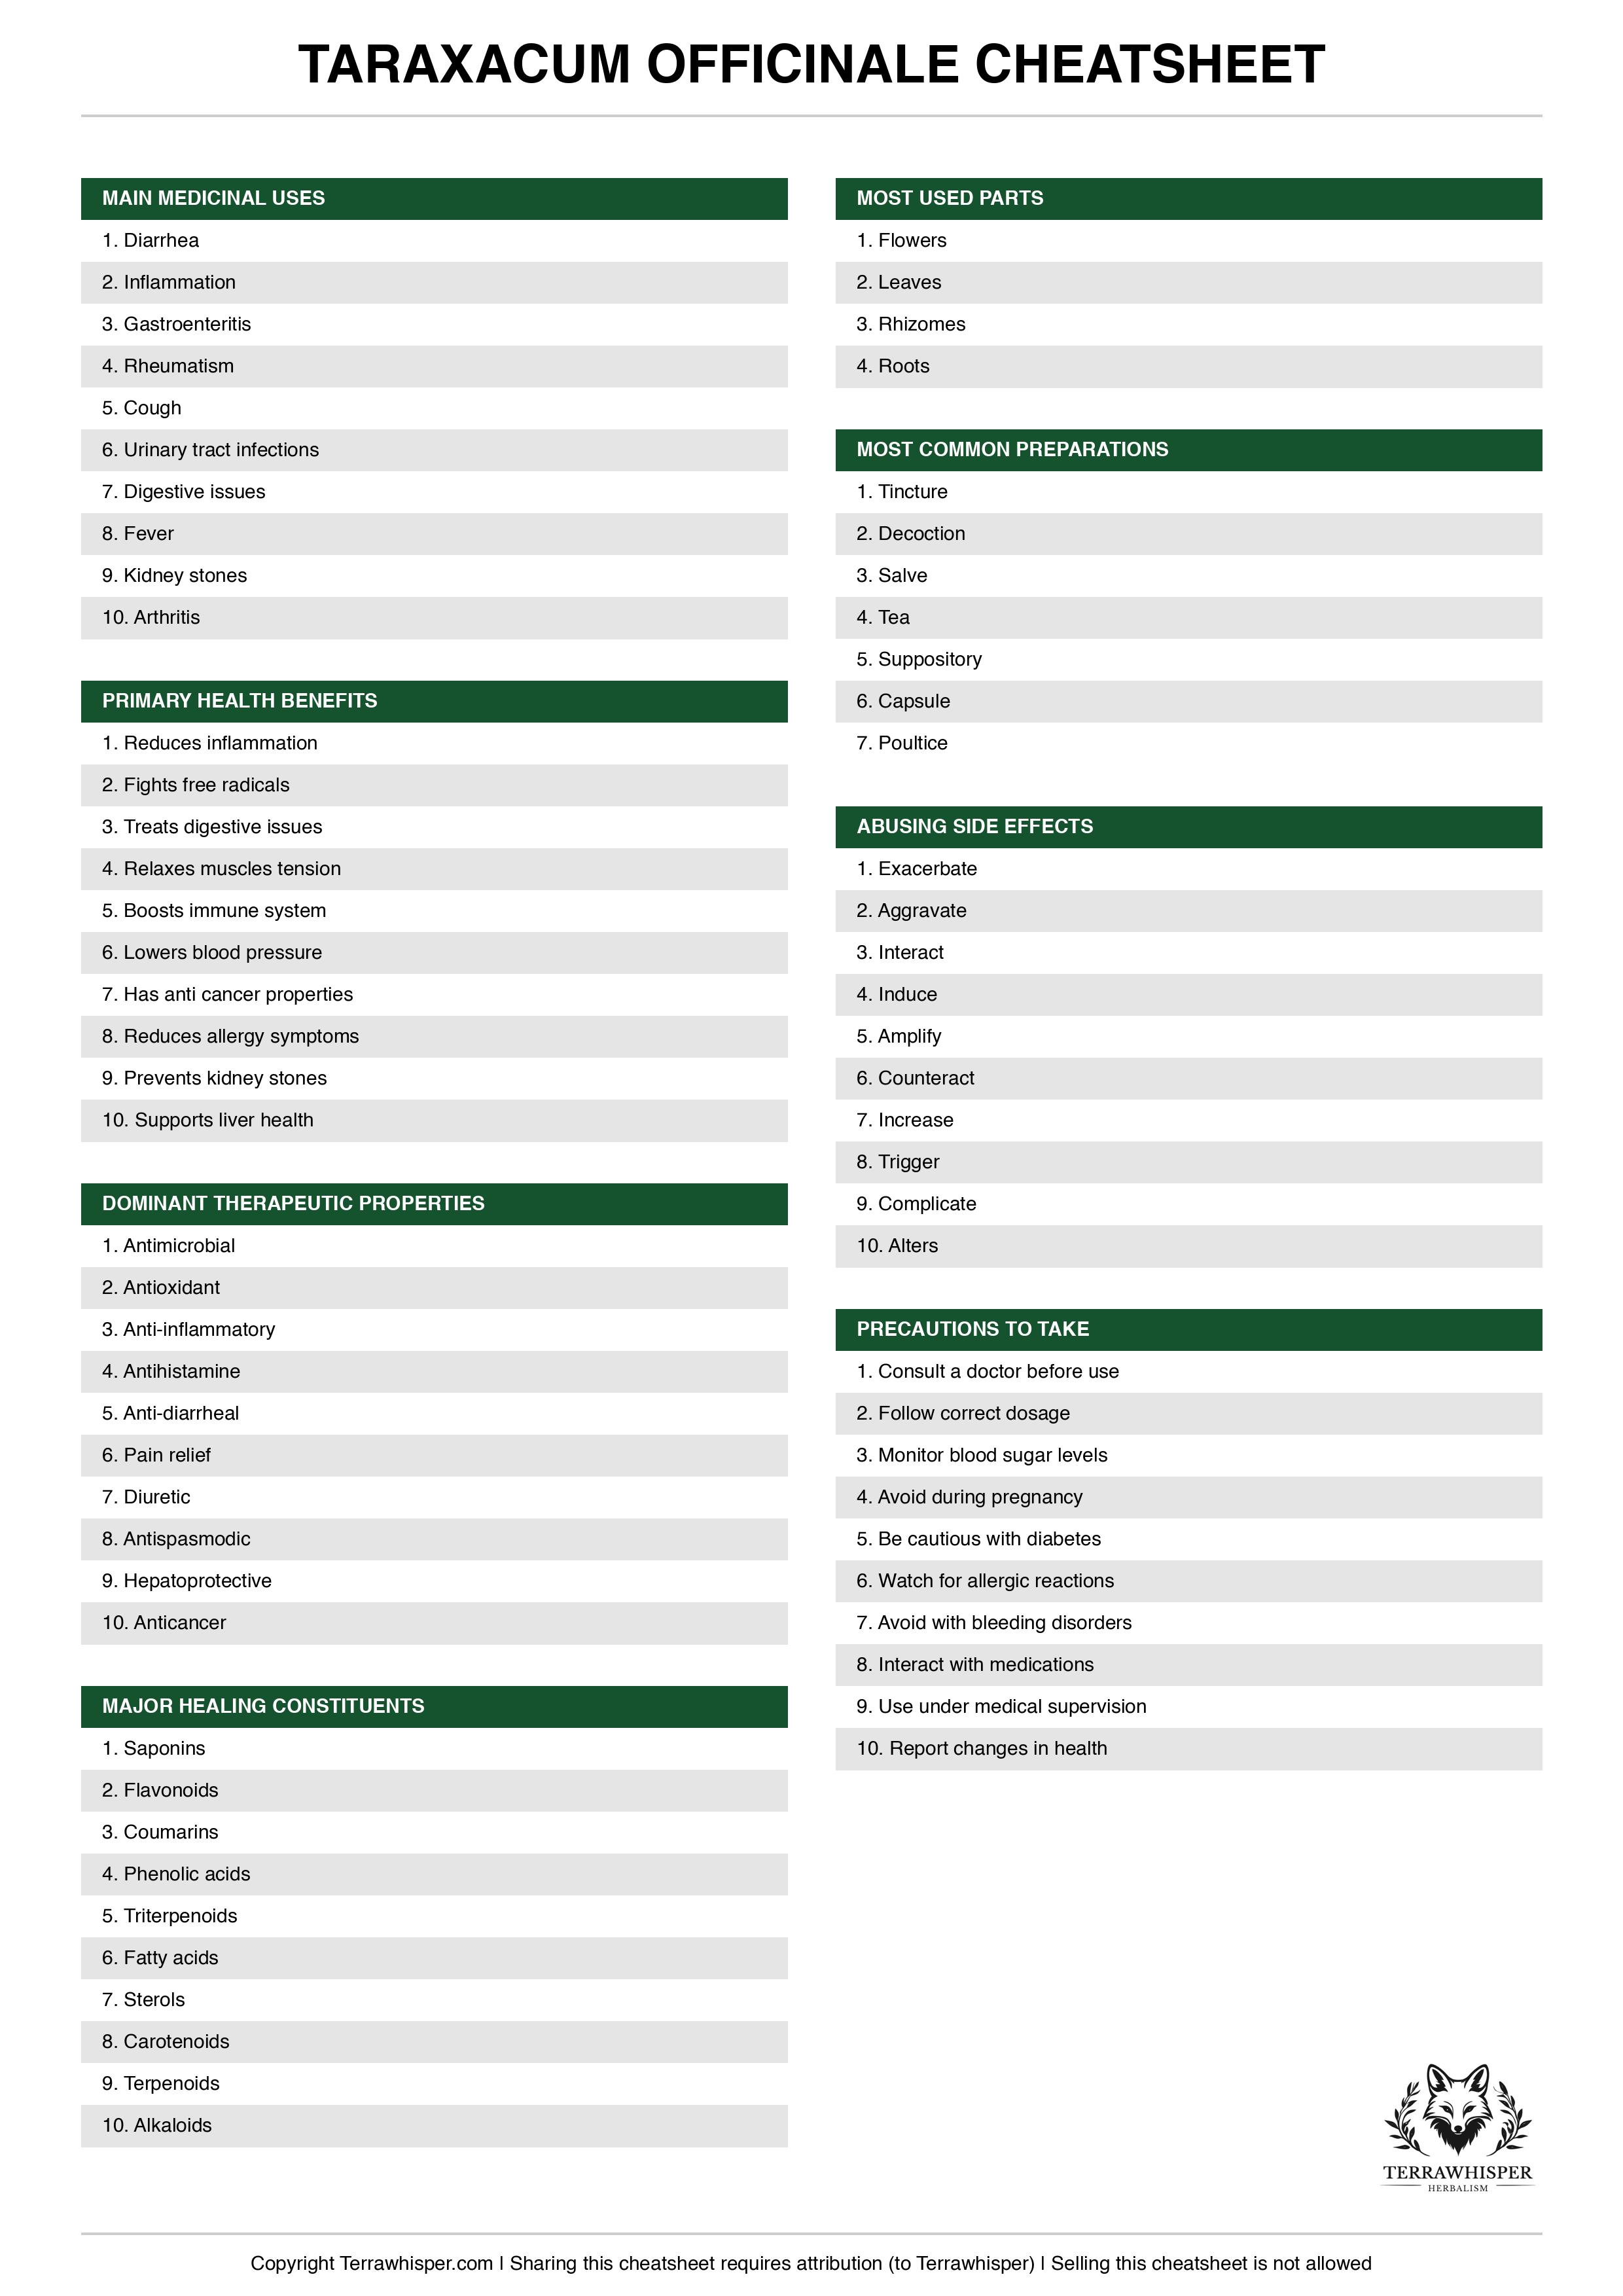 TARAXACUM OFFICINALE CHEATSHEET
MAIN MEDICINAL USES
1. Diarrhea
2. Inflammation
3. Gastroenteritis
4. Rheumatism
5. Cough
6. Urinary tract infections
7. Digestive issues
8. Fever
9. Kidney stones
10. Arthritis
PRIMARY HEALTH BENEFITS
1. Reduces inflammation
2. Fights free radicals
3. Treats digestive issues
4. Relaxes muscles tension
5. Boosts immune system
6. Lowers blood pressure
7. Has anti cancer properties
8. Reduces allergy symptoms
9. Prevents kidney stones
10. Supports liver health
DOMINANT THERAPEUTIC PROPERTIES
1. Antimicrobial
2. Antioxidant
3. Anti-inflammatory
4. Antihistamine
5. Anti-diarrheal
6. Pain relief
7. Diuretic
8. Antispasmodic
9. Hepatoprotective
10. Anticancer
MAJOR HEALING CONSTITUENTS
1. Saponins
2. Flavonoids
3. Coumarins
4. Phenolic acids
5. Triterpenoids
6. Fatty acids
7. Sterols
8. Carotenoids
9. Terpenoids
10. Alkaloids
MOST USED PARTS
1. Flowers
2. Leaves
3. Rhizomes
4. Roots
MOST COMMON PREPARATIONS
1. Tincture
2. Decoction
3. Salve
4. Tea
5. Suppository
6. Capsule
7. Poultice
ABUSING SIDE EFFECTS
1. Exacerbate
2. Aggravate
3. Interact
4. Induce
5. Amplify
6. Counteract
7. Increase
8. Trigger
9. Complicate
10. Alters
PRECAUTIONS TO TAKE
1. Consult a doctor before use
2. Follow correct dosage
3. Monitor blood sugar levels
4. Avoid during pregnancy
5. Be cautious with diabetes
6. Watch for allergic reactions
7. Avoid with bleeding disorders
8. Interact with medications
9. Use under medical supervision
10. Report changes in health
TERRAWHISPER
HERBALISM
Copyright Terrawhisper.com | Sharing this cheatsheet requires attribution (to Terrawhisper) | Selling this cheatsheet is not allowed